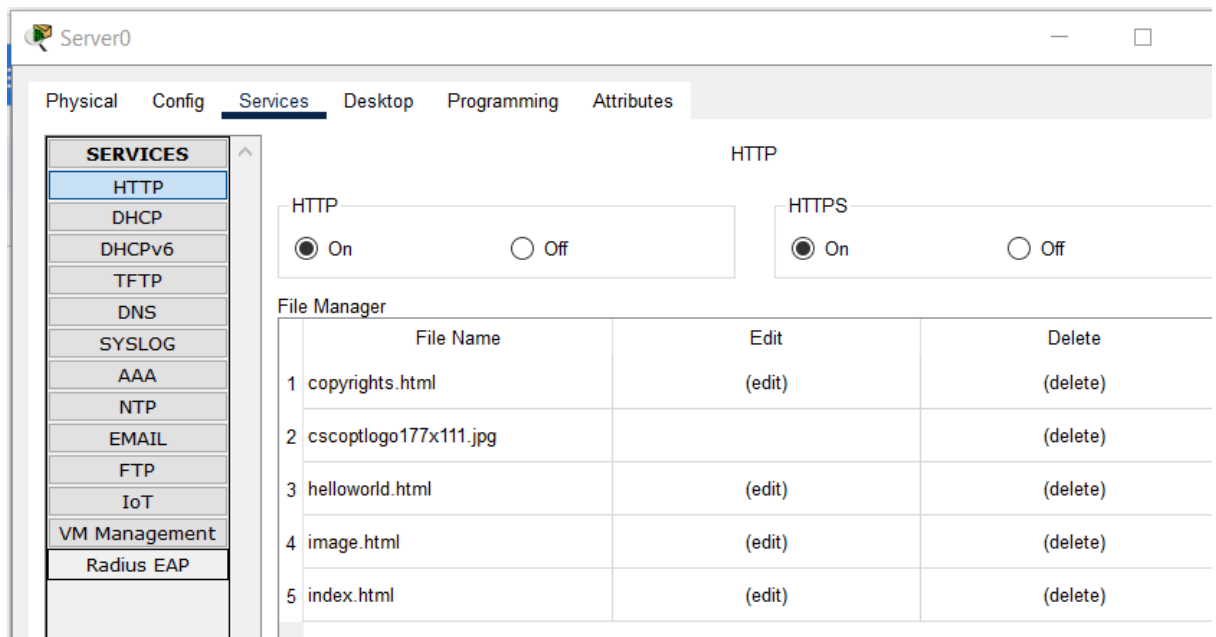 Server0
Physical Config Services Desktop Programming Attributes
SERVICES
HTTP
DHCP
DHCPv6
TFTP
DNS
SYSLOG
AAA
NTP
EMAIL
FTP
IoT
VM Management
Radius EAP
HTTP
HTTP HTTPS
On Off On Off
File Manager
File Name Edit Delete
1 copyrights.html (edit) (delete)
2 cscoptlogo177x111.jpg (delete)
3 helloworld.html (edit) (delete)
4 image.html (edit) (delete)
5 index.html (edit) (delete)